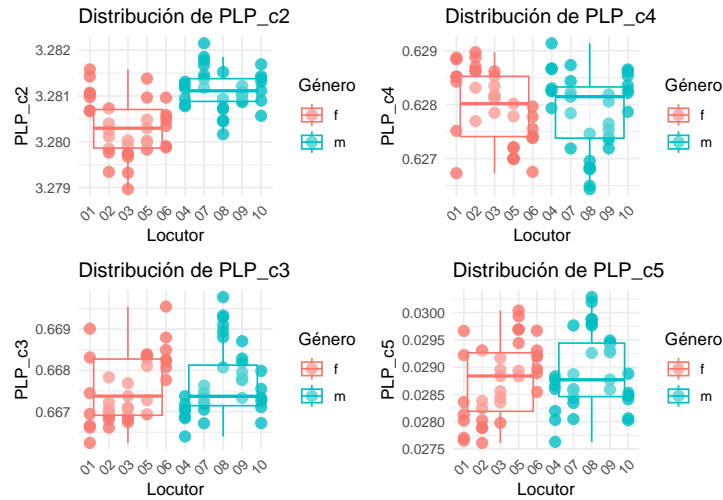 Distribución de PLP_c2
PLP_c2
3.282
3.281
3.280
3.279
01 02 03 05 06 04 07 08 09 10
Locutor
Género
f
m
Distribución de PLP_c4
PLP_c4
0.629
0.628
0.627
01 02 03 05 06 04 07 08 09 10
Locutor
Género
f
m
Distribución de PLP_c3
PLP_c3
0.669
0.668
0.667
01 02 03 05 06 04 07 08 09 10
Locutor
Género
f
m
Distribución de PLP_c5
PLP_c5
0.0300
0.0295
0.0290
0.0285
0.0280
0.0275
01 02 03 05 06 04 07 08 09 10
Locutor
Género
f
m